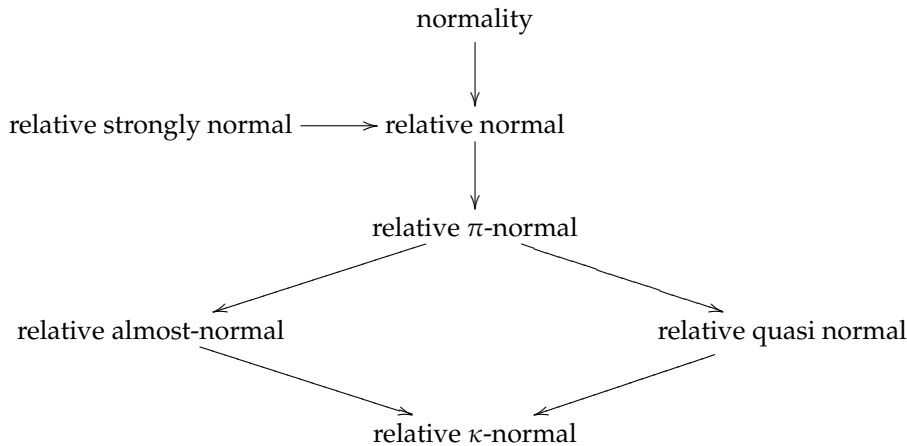 normality
relative strongly normal
relative normal
relative π-normal
relative almost-normal
relative quasi normal
relative κ-normal